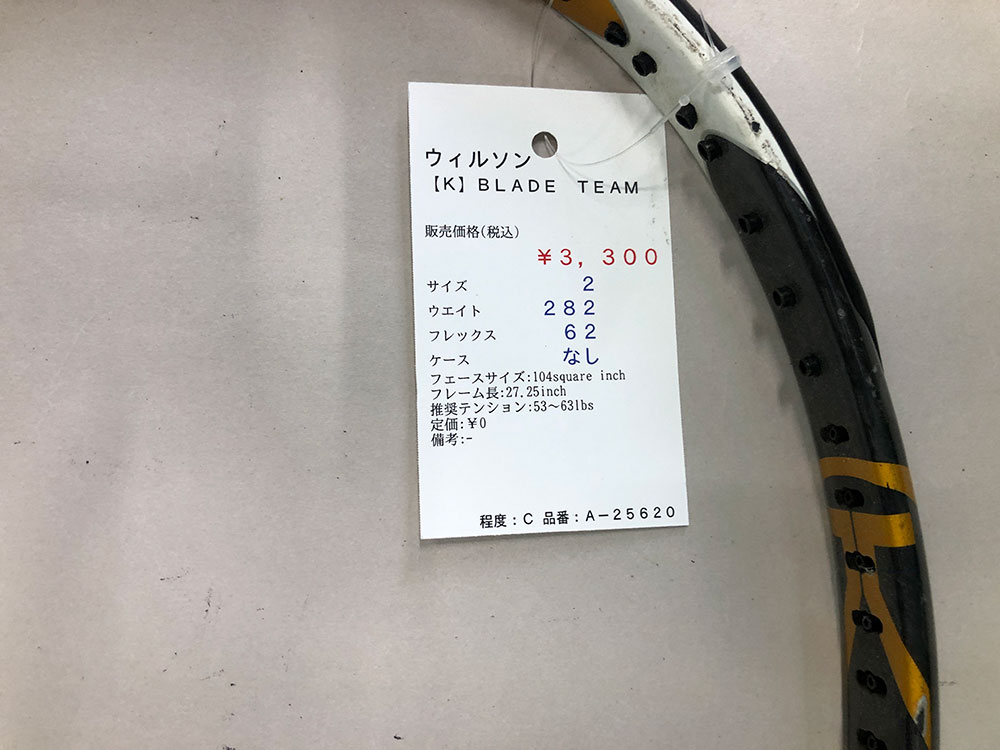 ウィルソン
【K】BLADE TEAM
販売価格(税込)
¥3,300
サイズ 2
ウエイト 282
フレックス 62
ケース なし
フェースサイズ:104square inch
フレーム長:27.25inch
推奨テンション:53～63lbs
定価:¥0
備考:-
程度:C 品番:A-25620